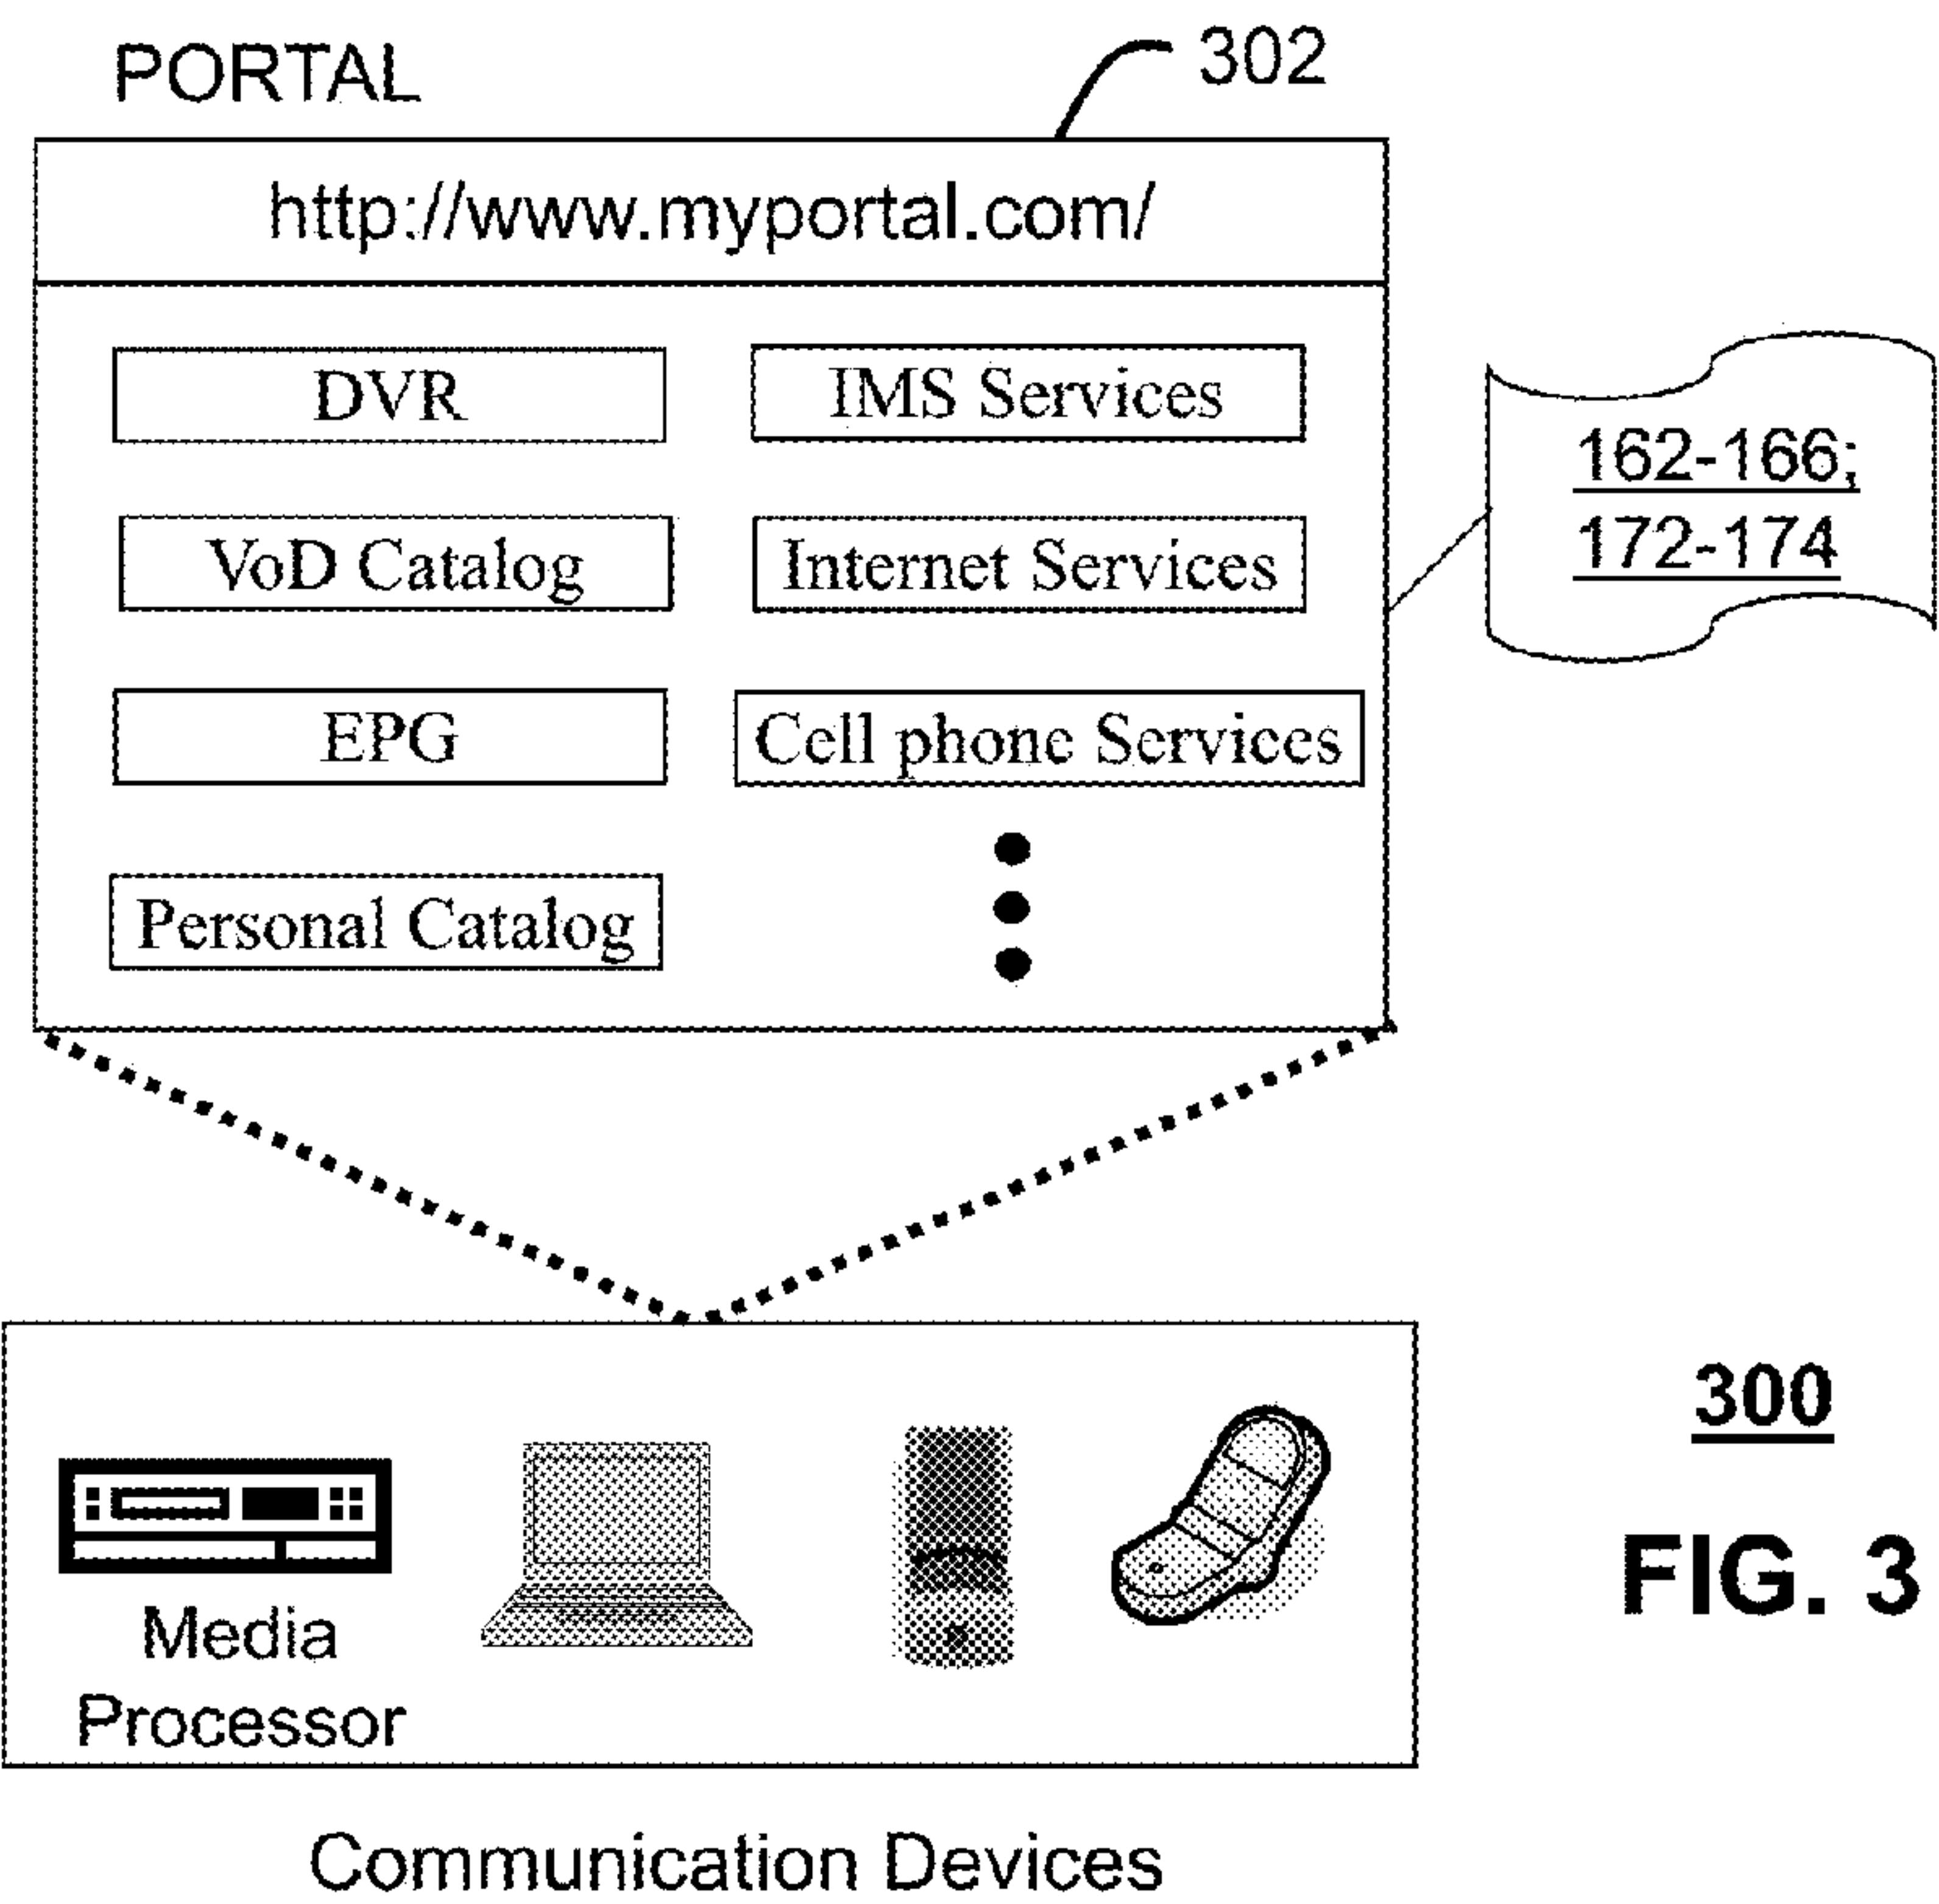 PORTAL
302
http://www.myportal.com/
DVR
IMS Services
VoD Catalog
Internet Services
EPG
Cell phone Services
Personal Catalog
162-166;
172-174
Media
Processor
300
FIG. 3
Communication Devices